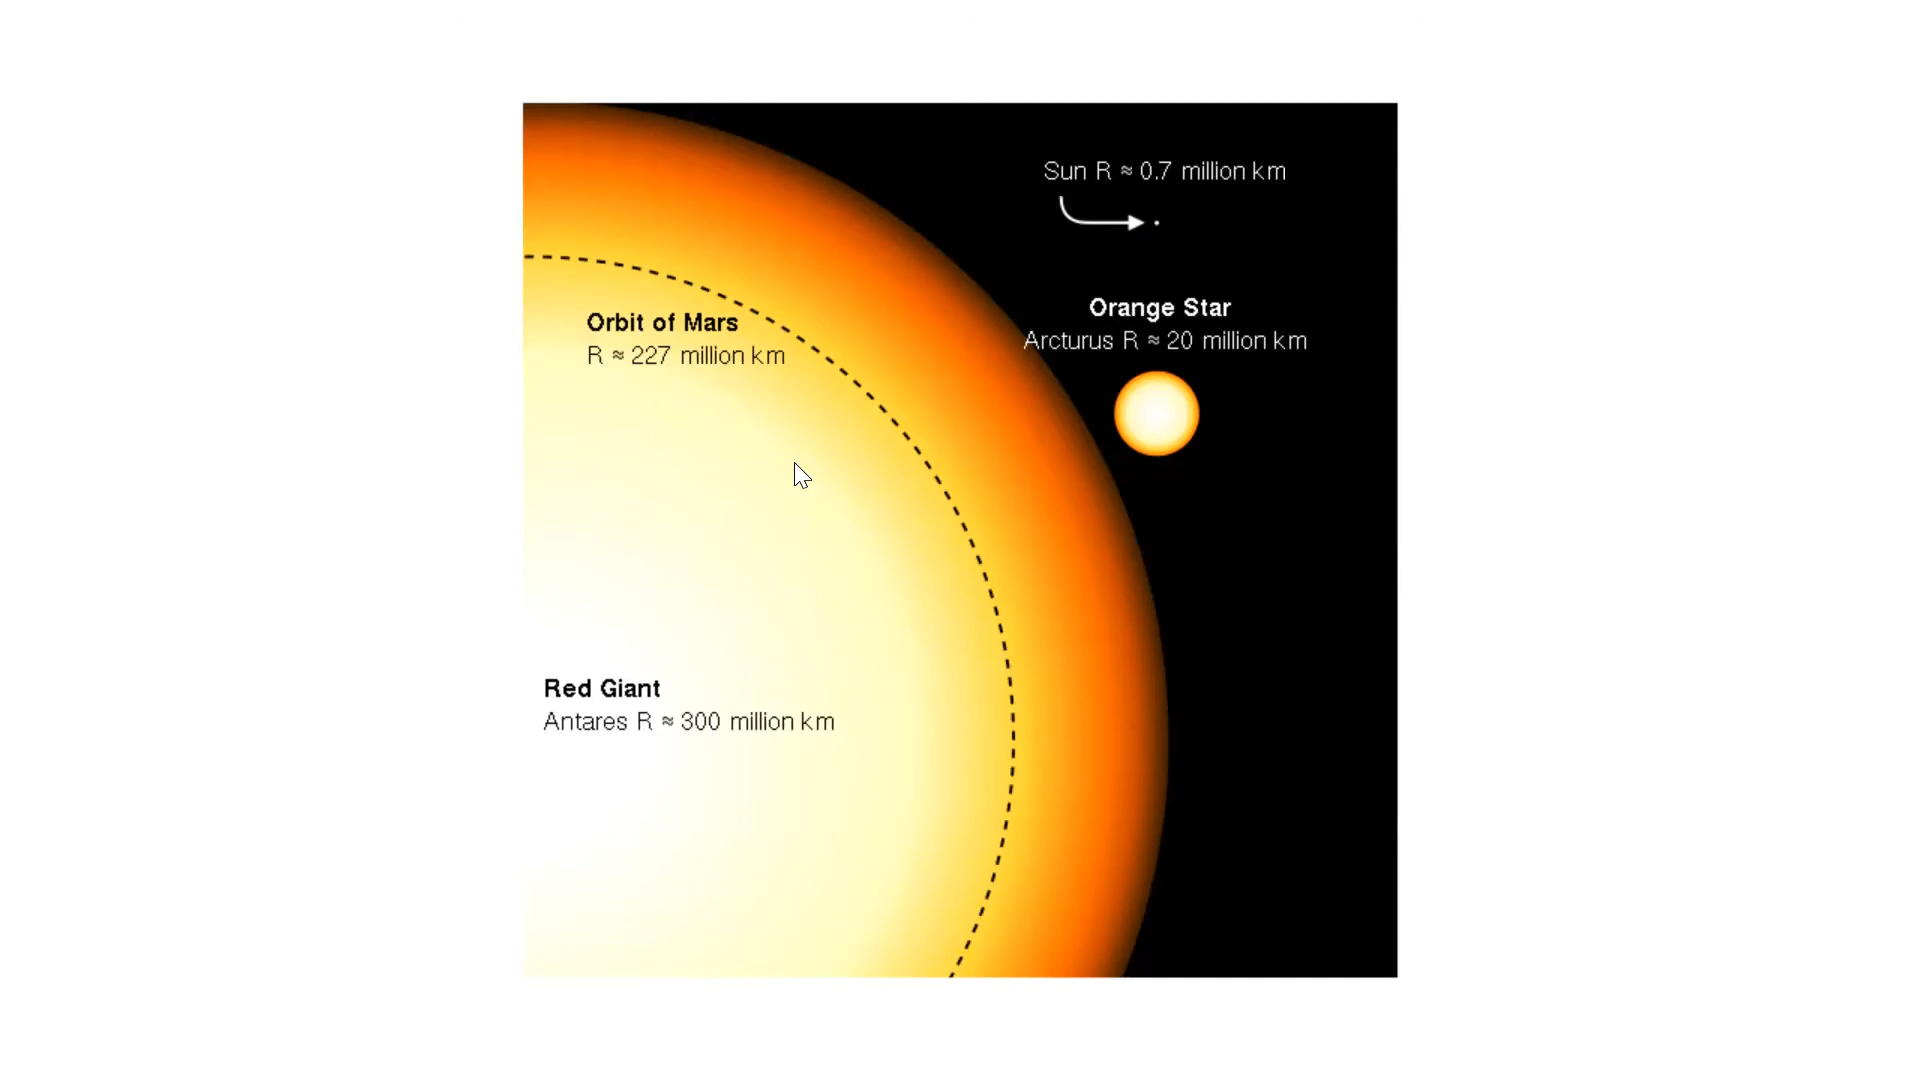 Sun R ≈ 0.7 million km
Orange Star
Arcturus R ≈ 20 million km
Orbit of Mars
R ≈ 227 million km
Red Giant
Antares R ≈ 300 million km